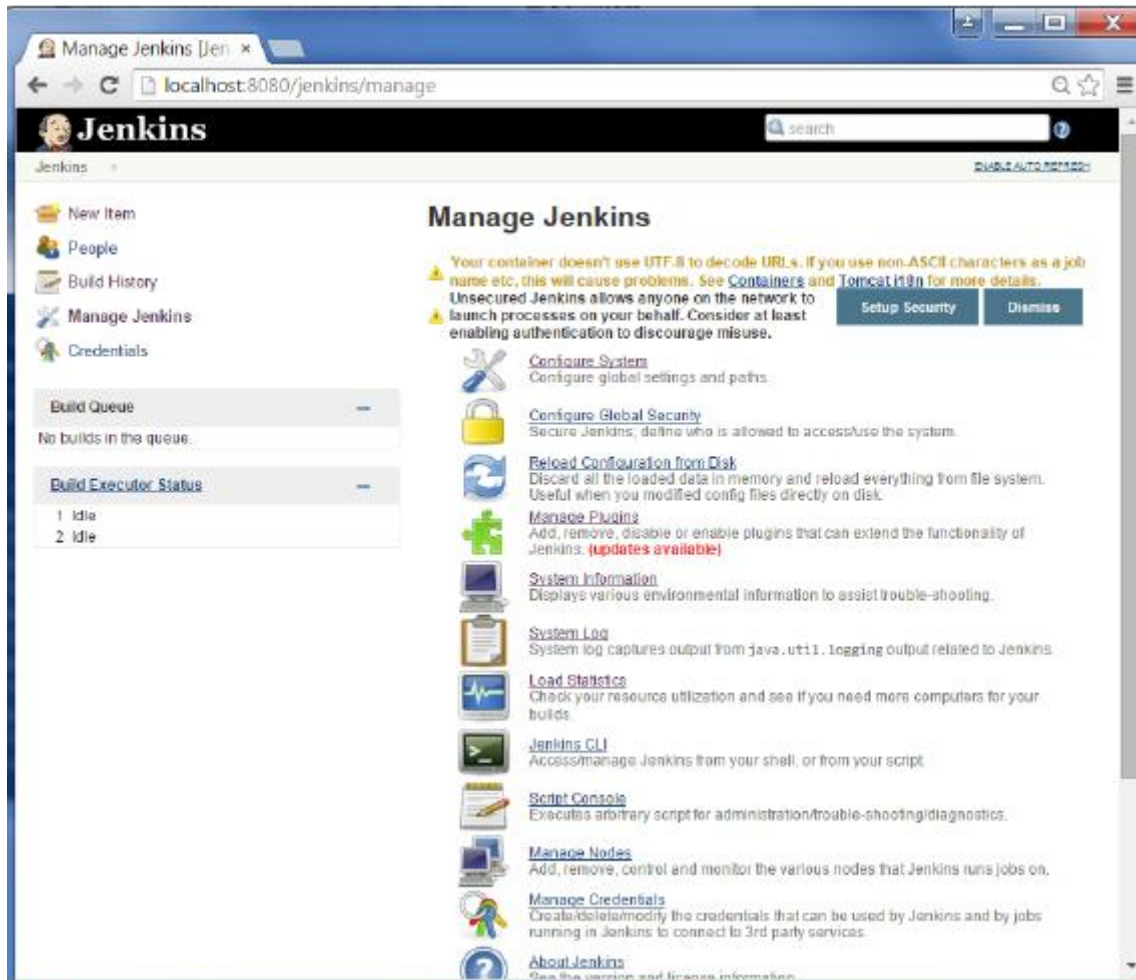 Manage Jenkins [Jen
localhost:8080/jenkins/manage
Jenkins
search
Jenkins
ENABLE AUTO REFRESH
New Item
People
Build History
Manage Jenkins
Credentials
Build Queue
No builds in the queue.
Build Executor Status
1 Idle
2 Idle
Manage Jenkins
Your container doesn't use UTF-8 to decode URLs. If you use non-ASCII characters as a job
name etc, this will cause problems. See Containers and Tomcat i18n for more details.
Unsecured Jenkins allows anyone on the network to
launch processes on your behalf. Consider at least
enabling authentication to discourage misuse.
Setup Security
Dismiss
Configure System
Configure global settings and paths.
Configure Global Security
Secure Jenkins, define who is allowed to access/use the system.
Reload Configuration from Disk
Discard all the loaded data in memory and reload everything from file system.
Useful when you modified config files directly on disk.
Manage Plugins
Add, remove, disable or enable plugins that can extend the functionality of
Jenkins. (updates available)
System Information
Displays various environmental information to assist trouble-shooting.
System Log
System log captures output from java.util.logging output related to Jenkins.
Load Statistics
Check your resource utilization and see if you need more computers for your
builds.
Jenkins CLI
Access/manage Jenkins from your shell, or from your script.
Script Console
Executes arbitrary script for administration/trouble-shooting/diagnostics.
Manage Nodes
Add, remove, control and monitor the various nodes that Jenkins runs jobs on.
Manage Credentials
Create/delete/modify the credentials that can be used by Jenkins and by jobs
running in Jenkins to connect to 3rd party services
About Jenkins
See the version and license information.